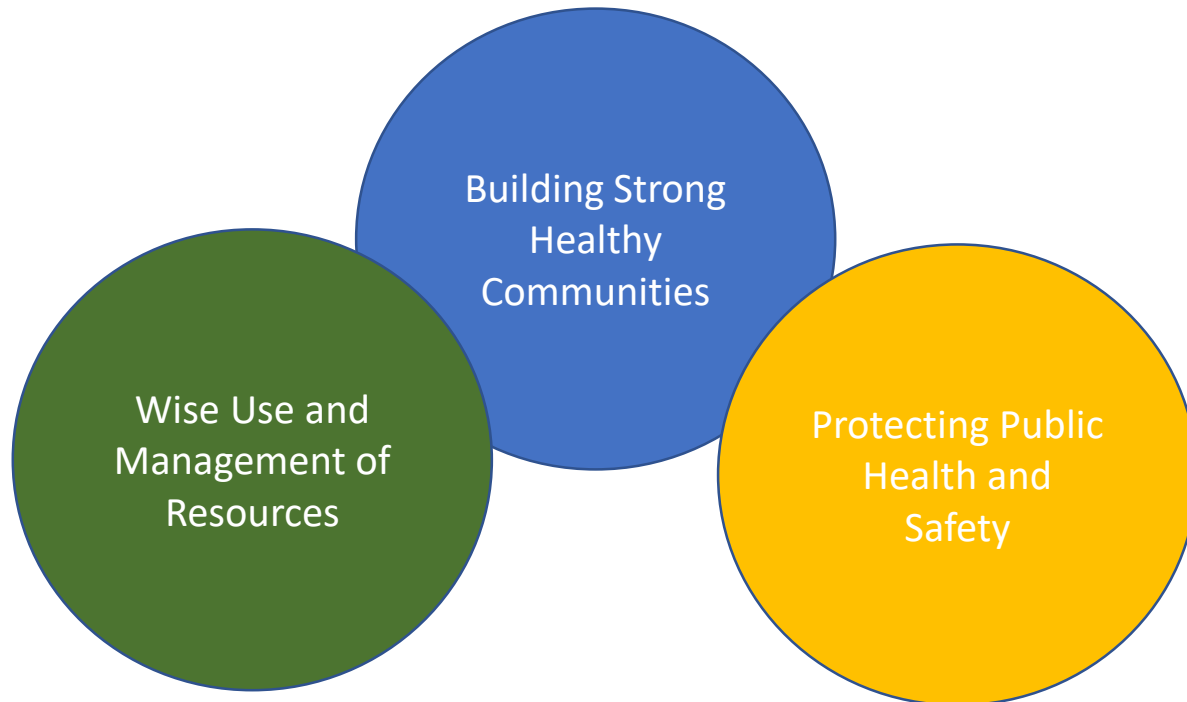 Building Strong
Healthy
Communities
Wise Use and
Management of
Resources
Protecting Public
Health and
Safety